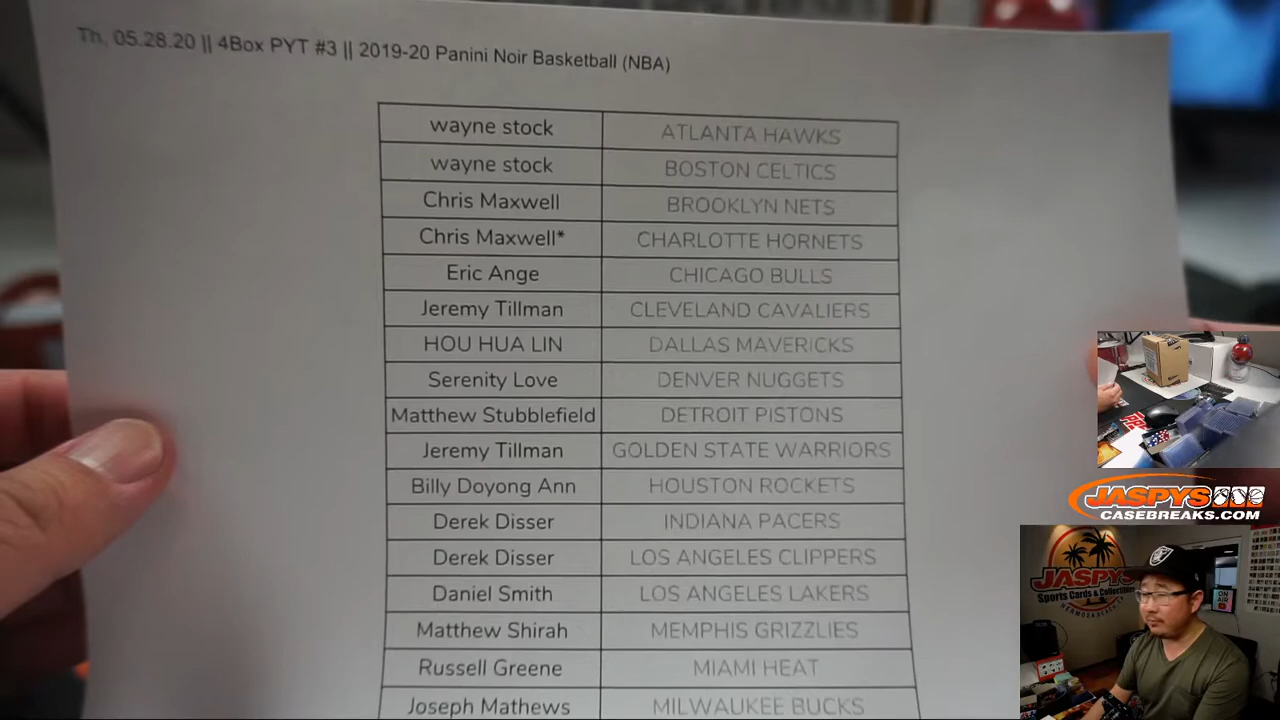 Th, 05.28.20 || 4Box PYT #3 || 2019-20 Panini Noir Basketball (NBA)
wayne stock ATLANTA HAWKS
wayne stock BOSTON CELTICS
Chris Maxwell BROOKLYN NETS
Chris Maxwell* CHARLOTTE HORNETS
Eric Ange CHICAGO BULLS
Jeremy Tillman CLEVELAND CAVALIERS
HOU HUA LIN DALLAS MAVERICKS
Serenity Love DENVER NUGGETS
Matthew Stubblefield DETROIT PISTONS
Jeremy Tillman GOLDEN STATE WARRIORS
Billy Doyong Ann HOUSTON ROCKETS
Derek Disser INDIANA PACERS
Derek Disser LOS ANGELES CLIPPERS
Daniel Smith LOS ANGELES LAKERS
Matthew Shirah MEMPHIS GRIZZLIES
Russell Greene MIAMI HEAT
Joseph Mathews MILWAUKEE BUCKS
JASPYS
CASEBREAKS.COM
JASPYS
Sports Cards & Collectibles
HERMOSA BEACH
ON AIR